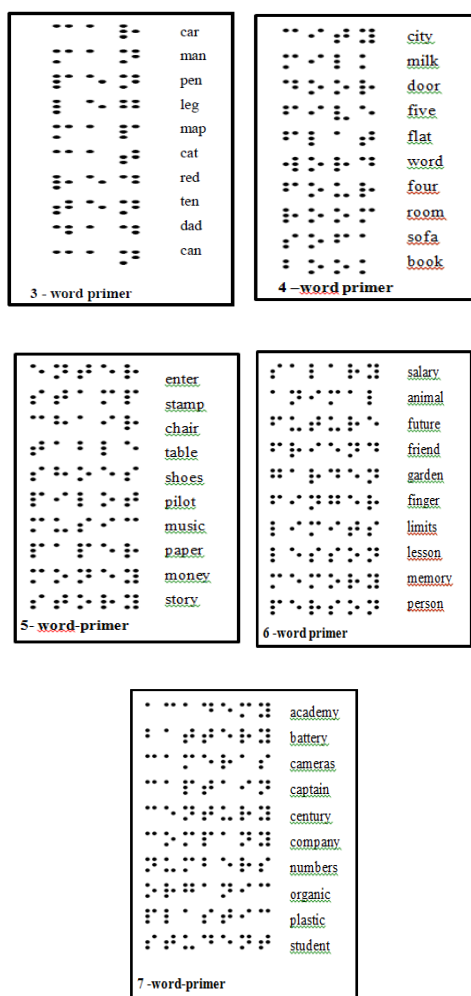 car
man
pen
leg
map
cat
red
ten
dad
can
3 - word primer
city
milk
door
five
flat
word
four
room
sofa
book
4 –word primer
enter
stamp
chair
table
shoes
pilot
music
paper
money
story
5- word-primer
salary
animal
future
friend
garden
finger
limits
lesson
memory
person
6 -word primer
academy
battery
cameras
captain
century
company
numbers
organic
plastic
student
7 -word-primer